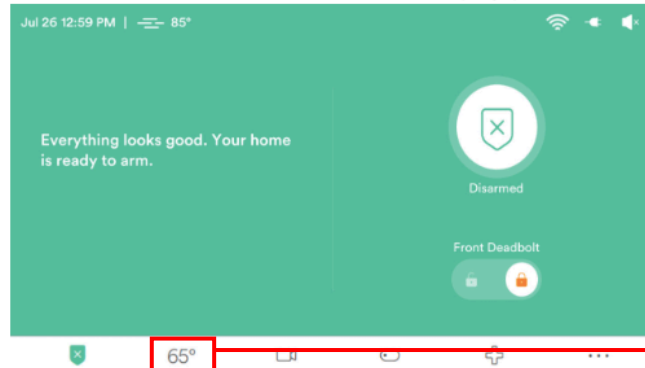 Jul 26 12:59 PM | 85°
Everything looks good. Your home
is ready to arm.
Disarmed
Front Deadbolt
65°